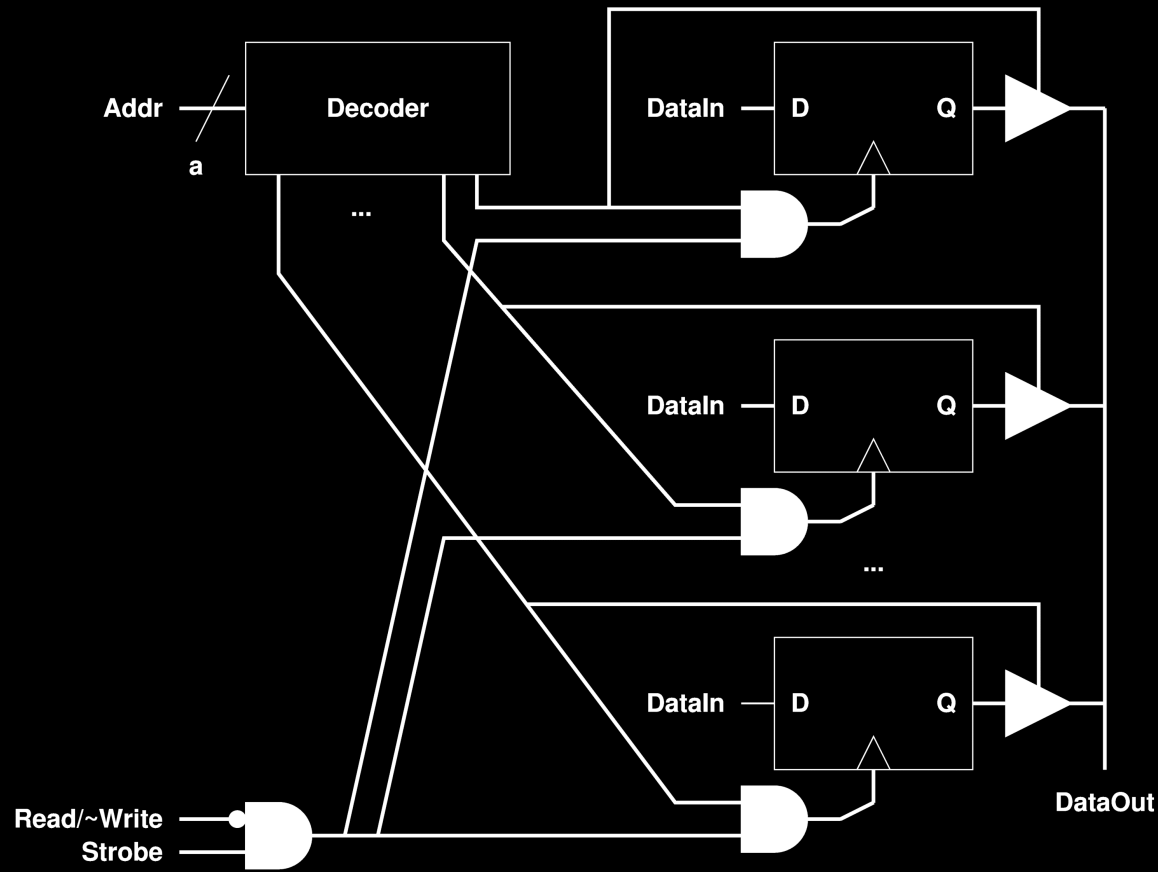 Addr
a
Decoder
...
DataIn
D
Q
DataIn
D
Q
...
DataIn
D
Q
DataOut
Read/~Write
Strobe